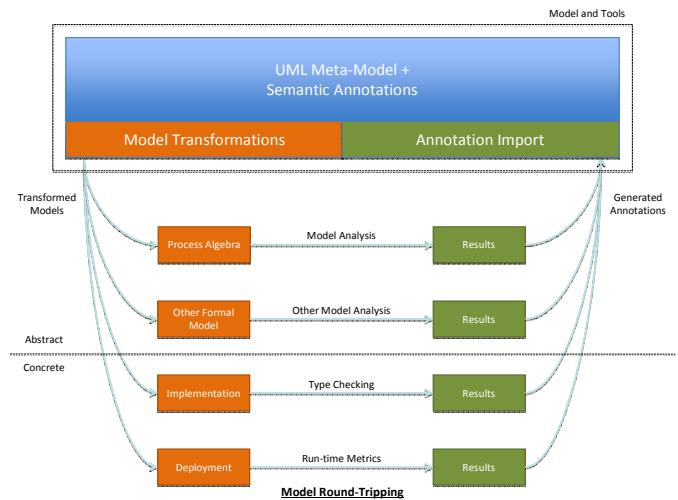 Model and Tools
UML Meta-Model +
Semantic Annotations
Model Transformations
Annotation Import
Transformed
Models
Generated
Annotations
Process Algebra
Model Analysis
Results
Other Formal
Model
Other Model Analysis
Results
Abstract
Concrete
Implementation
Type Checking
Results
Deployment
Run-time Metrics
Results
Model Round-Tripping